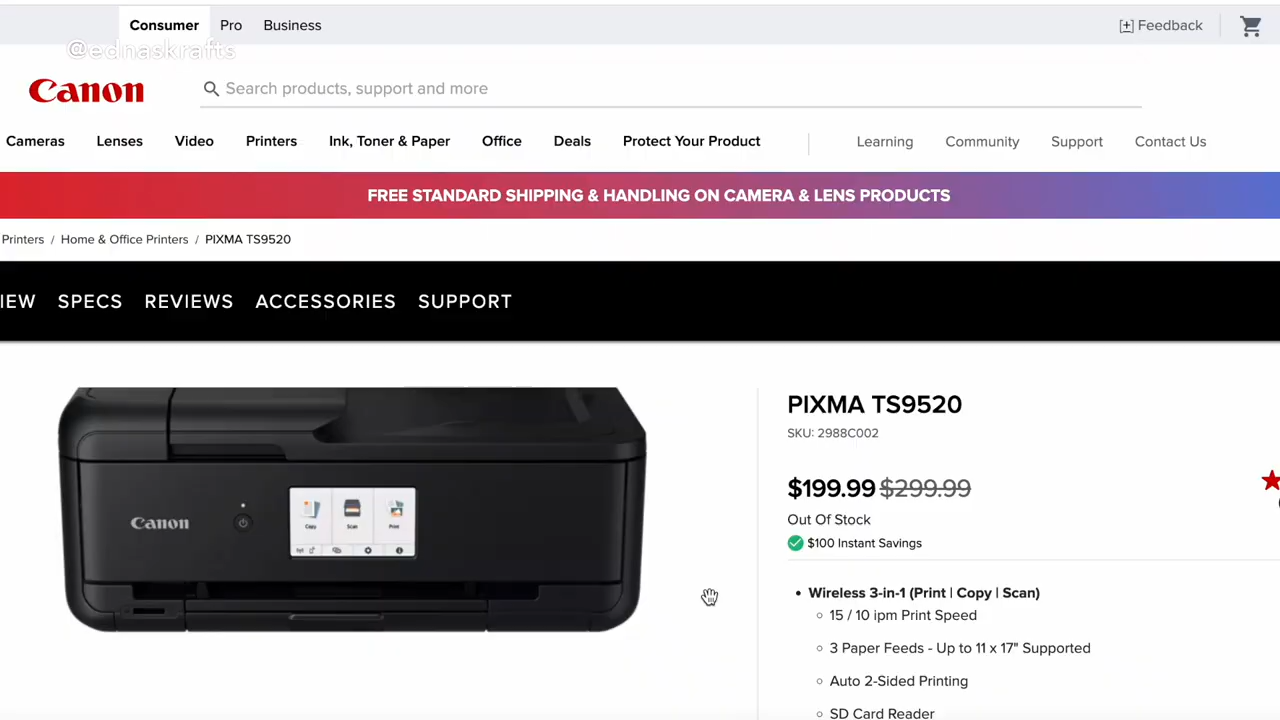 Consumer Pro Business [+] Feedback
@ednaskrafts
Canon Search products, support and more
Cameras Lenses Video Printers Ink, Toner & Paper Office Deals Protect Your Product Learning Community Support Contact Us
FREE STANDARD SHIPPING & HANDLING ON CAMERA & LENS PRODUCTS
Printers / Home & Office Printers / PIXMA TS9520
IEW SPECS REVIEWS ACCESSORIES SUPPORT
Canon
Copy Scan Print
PIXMA TS9520
SKU: 2988C002
$199.99 $299.99
Out Of Stock
$100 Instant Savings
• Wireless 3-in-1 (Print | Copy | Scan)
15 / 10 ipm Print Speed
3 Paper Feeds - Up to 11 x 17" Supported
Auto 2-Sided Printing
SD Card Reader